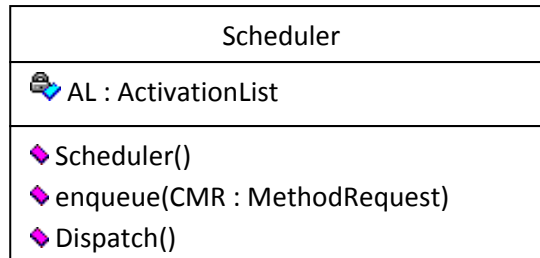 Scheduler
AL : ActivationList
Scheduler()
enqueue(CMR : MethodRequest)
Dispatch()